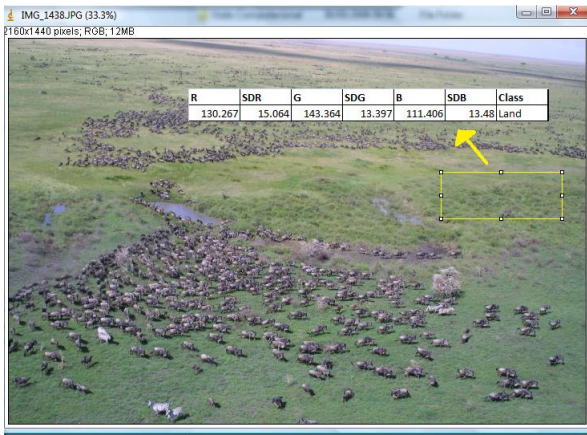 IMG_1438.JPG (33.3%)
2160x1440 pixels; RGB; 12MB
R SDR G SDG B SDB Class
130.267 15.064 143.364 13.397 111.406 13.48 Land